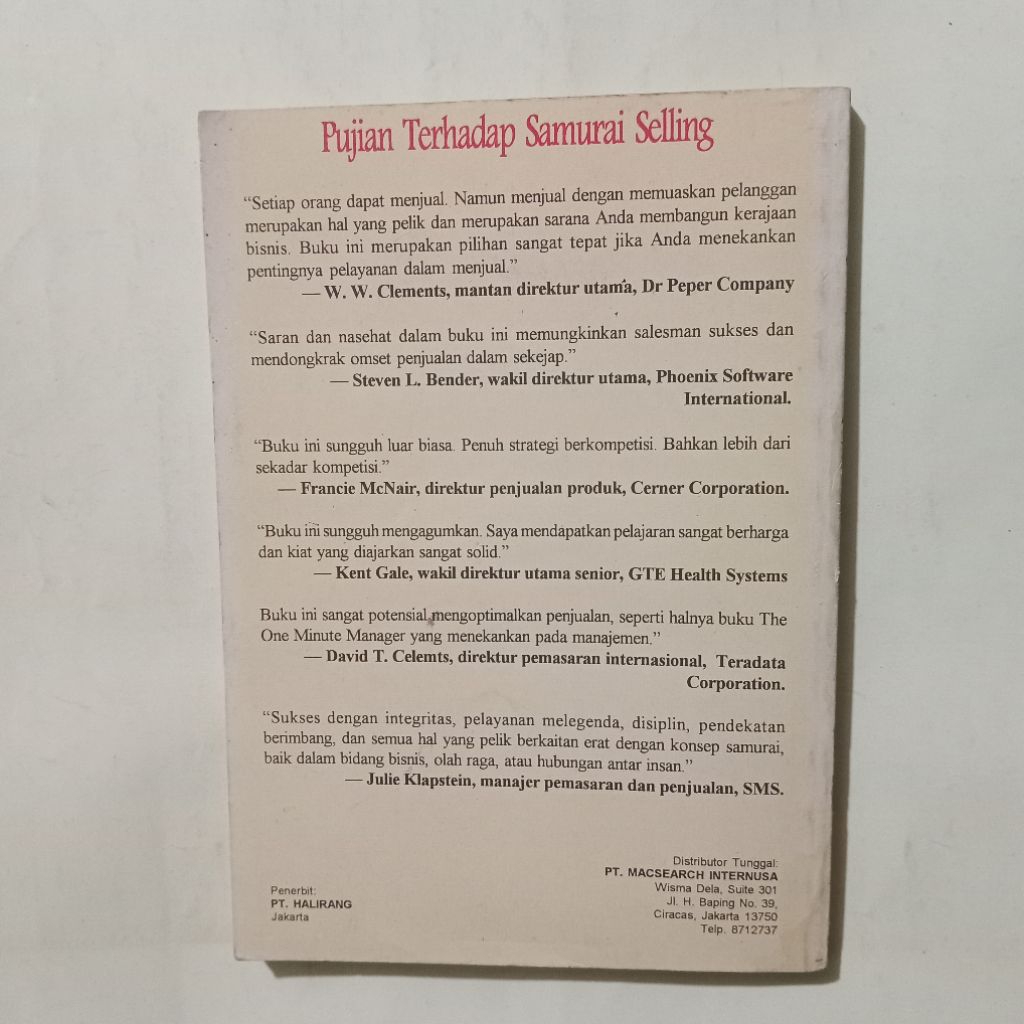 Pujian Terhadap Samurai Selling
“Setiap orang dapat menjual. Namun menjual dengan memuaskan pelanggan
merupakan hal yang pelik dan merupakan sarana Anda membangun kerajaan
bisnis. Buku ini merupakan pilihan sangat tepat jika Anda menekankan
pentingnya pelayanan dalam menjual.”
— W. W. Clements, mantan direktur utama, Dr Peper Company
“Saran dan nasehat dalam buku ini memungkinkan salesman sukses dan
mendongkrak omset penjualan dalam sekejap.”
— Steven L. Bender, wakil direktur utama, Phoenix Software
International.
“Buku ini sungguh luar biasa. Penuh strategi berkompetisi. Bahkan lebih dari
sekadar kompetisi.”
— Francie McNair, direktur penjualan produk, Cerner Corporation.
“Buku ini sungguh mengagumkan. Saya mendapatkan pelajaran sangat berharga
dan kiat yang diajarkan sangat solid.”
— Kent Gale, wakil direktur utama senior, GTE Health Systems
Buku ini sangat potensial mengoptimalkan penjualan, seperti halnya buku The
One Minute Manager yang menekankan pada manajemen.”
— David T. Celemts, direktur pemasaran internasional, Teradata
Corporation.
“Sukses dengan integritas, pelayanan melegenda, disiplin, pendekatan
berimbang, dan semua hal yang pelik berkaitan erat dengan konsep samurai,
baik dalam bidang bisnis, olah raga, atau hubungan antar insan.”
— Julie Klapstein, manajer pemasaran dan penjualan, SMS.
Penerbit:
PT. HALIRANG
Jakarta
Distributor Tunggal:
PT. MACSEARCH INTERNUSA
Wisma Dela, Suite 301
Jl. H. Baping No. 39,
Ciracas, Jakarta 13750
Telp. 8712737